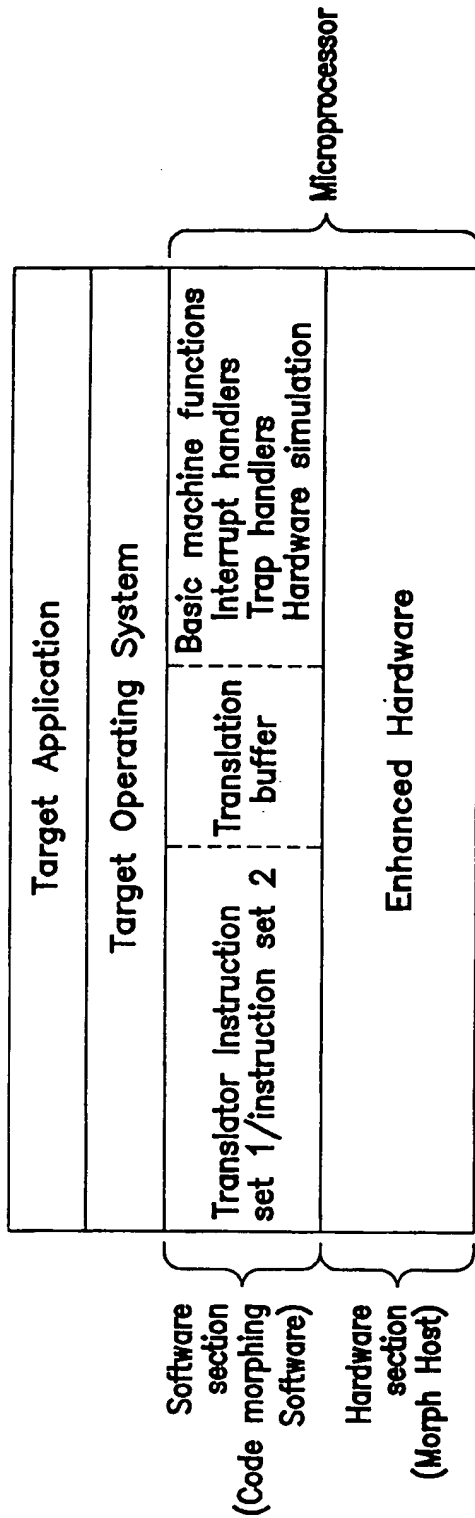 Target Application
Target Operating System
Software
section
(Code morphing
Software)
Translator Instruction
set 1/instruction set 2
Translation
buffer
Basic machine functions
Interrupt handlers
Trap handlers
Hardware simulation
Microprocessor
Hardware
section
(Morph Host)
Enhanced Hardware